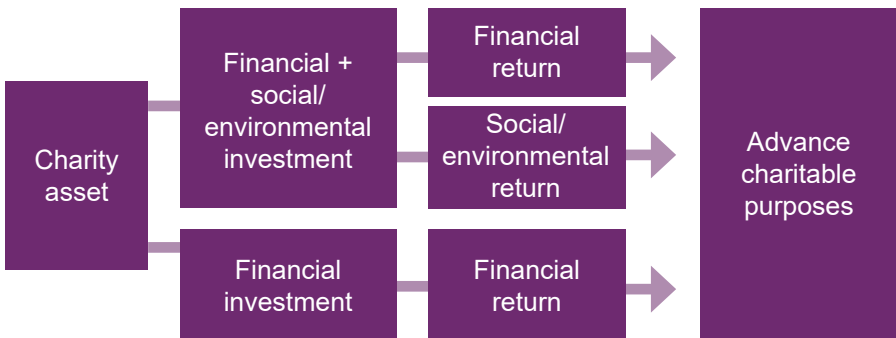 Charity
asset
Financial +
social/
environmental
investment
Financial
return
Social/
environmental
return
Financial
investment
Financial
return
Advance
charitable
purposes